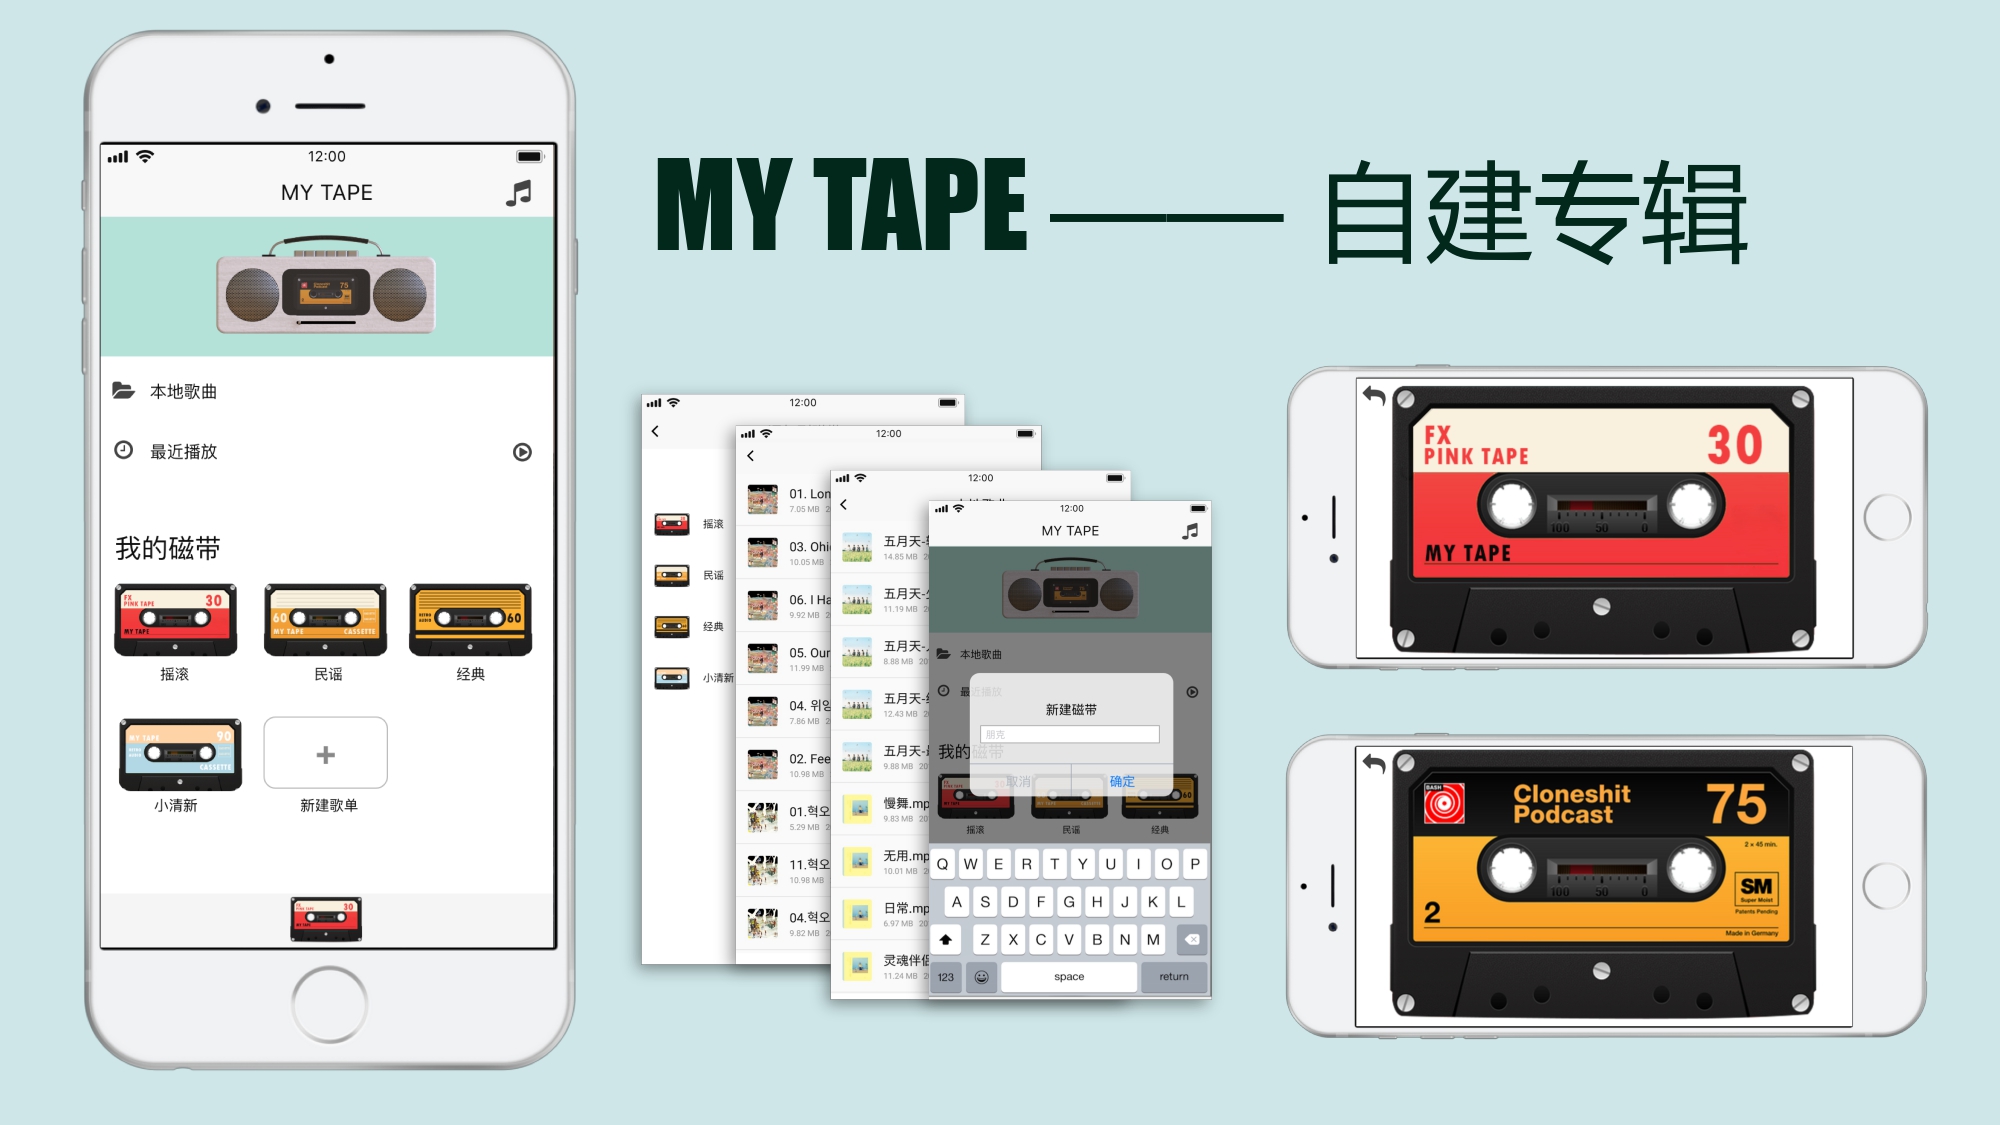 MY TAPE —— 自建专辑
12:00
MY TAPE
本地歌曲
最近播放
我的磁带
FX
PINK TAPE
30
MY TAPE
60
MY TAPE
CASSETTE
60
摇滚
民谣
经典
MY TAPE
90
CASSETTE
小清新
新建歌单
12:00
摇滚
民谣
经典
小清新
12:00
01. Lon
7.05 MB
03. Ohi
10.05 MB
06. I Ha
9.92 MB
05. Our
11.99 MB
04. 위잉
7.86 MB
02. Fee
10.98 MB
01.혁오
5.29 MB
11.혁오
10.98 MB
04.혁오
9.82 MB
12:00
五月天-
14.85 MB
五月天-
11.19 MB
五月天-
8.88 MB
五月天-
12.43 MB
五月天-
9.88 MB
慢舞.mp
9.83 MB
无用.mp
10.01 MB
日常.mp
6.97 MB
灵魂伴侣
11.24 MB
12:00
MY TAPE
本地歌曲
最近播放
新建磁带
朋克
我的磁带
取消
确定
摇滚
民谣
经典
Q W E R T Y U I O P
A S D F G H J K L
Z X C V B N M
123
space
return
FX
PINK TAPE
30
100 50 0
MY TAPE
BASH
Cloneshit
Podcast
75
2 x 45 min.
100 50 0
SM
Super Moist
Patents Pending
2
Made in Germany